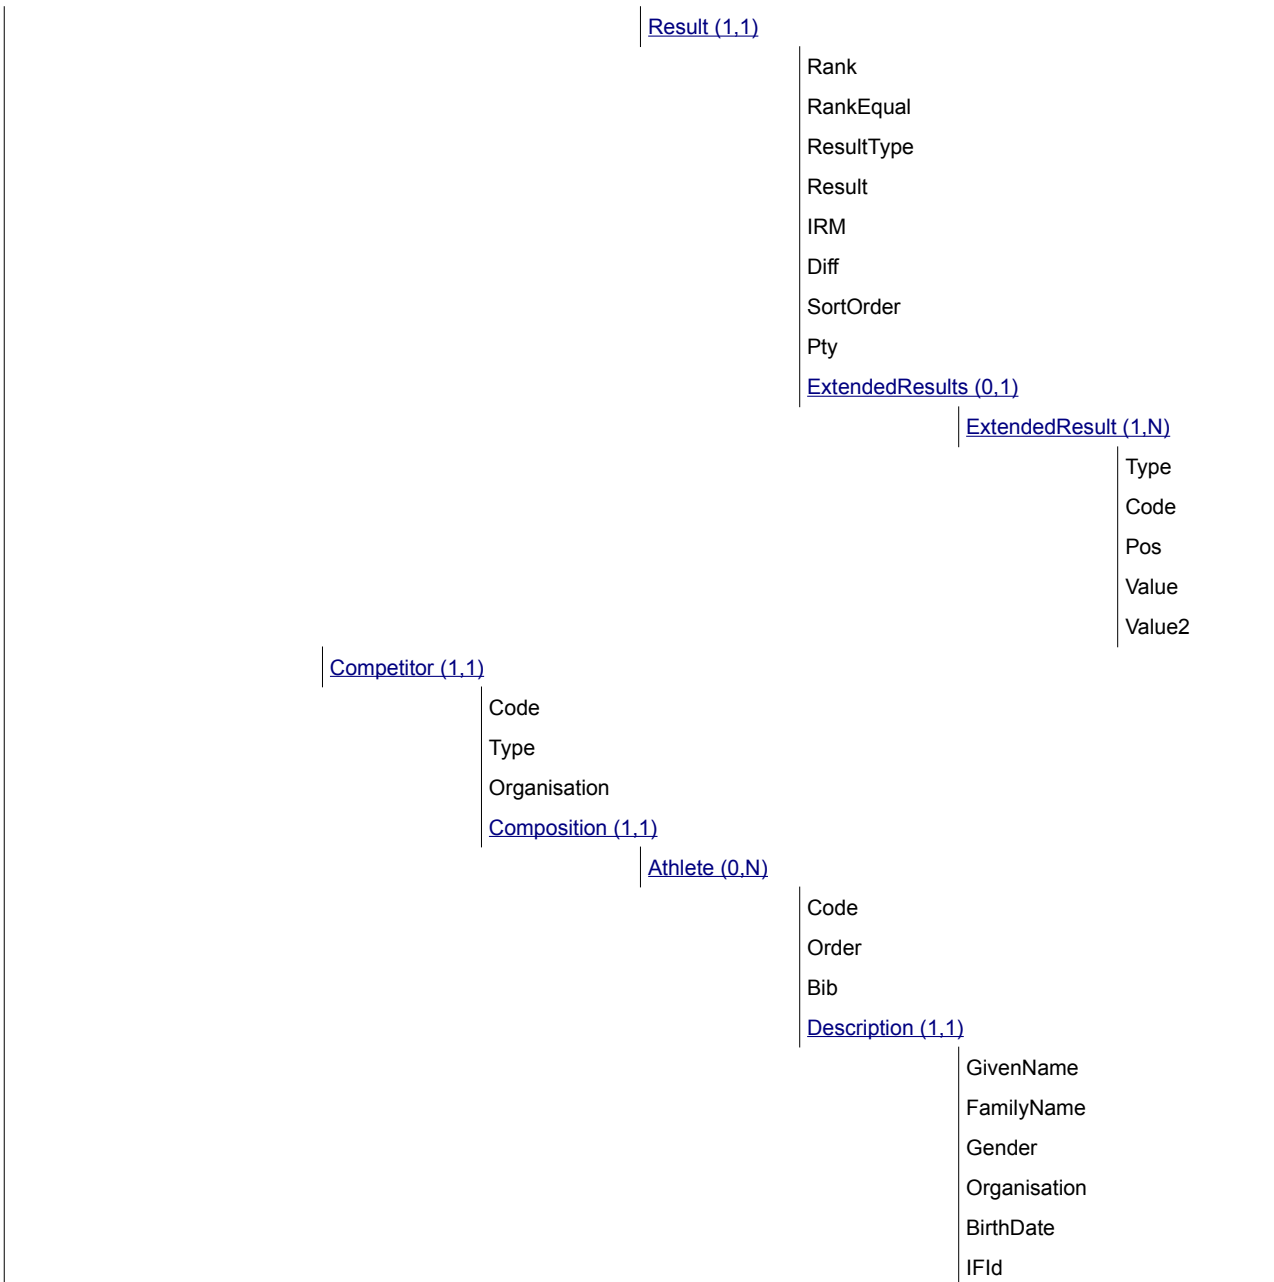 Result (1,1)
Rank
RankEqual
ResultType
Result
IRM
Diff
SortOrder
Pty
ExtendedResults (0,1)
ExtendedResult (1,N)
Type
Code
Pos
Value
Value2
Competitor (1,1)
Code
Type
Organisation
Composition (1,1)
Athlete (0,N)
Code
Order
Bib
Description (1,1)
GivenName
FamilyName
Gender
Organisation
BirthDate
IFId